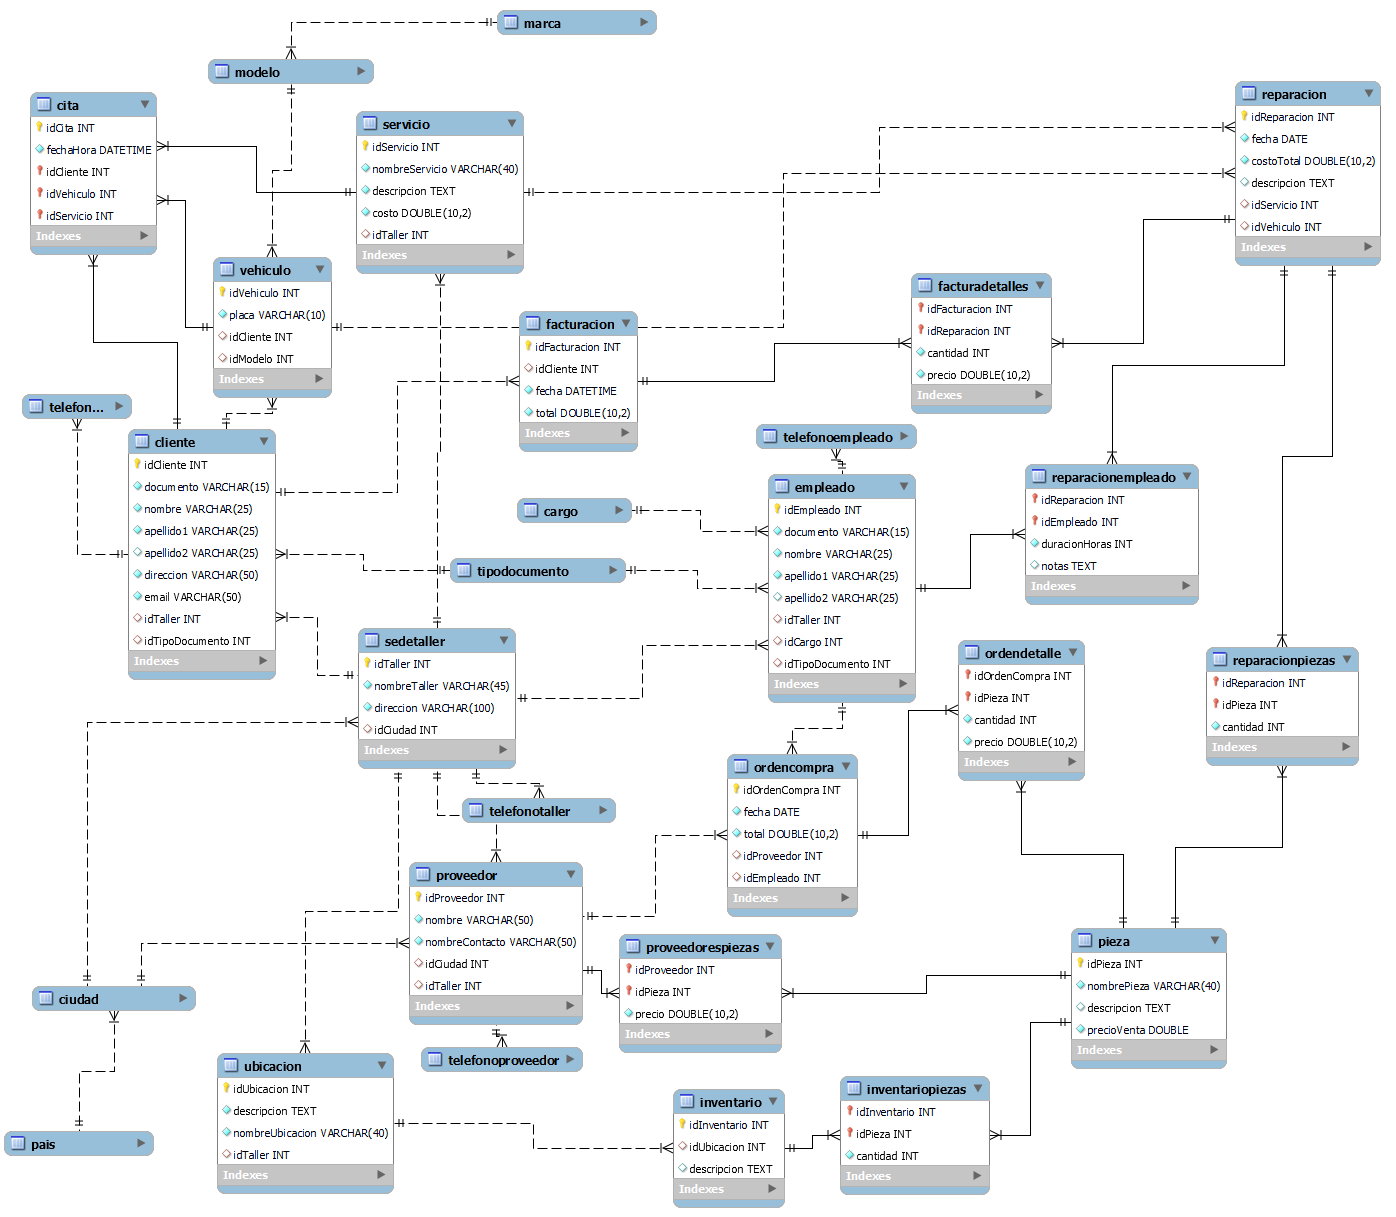 marca
modelo
cita
idCita INT
fechaHora DATETIME
idCliente INT
idVehiculo INT
idServicio INT
Indexes
servicio
idServicio INT
nombreServicio VARCHAR(40)
descripcion TEXT
costo DOUBLE(10,2)
idTaller INT
Indexes
reparacion
idReparacion INT
fecha DATE
costoTotal DOUBLE(10,2)
descripcion TEXT
idServicio INT
idVehiculo INT
Indexes
vehiculo
idVehiculo INT
placa VARCHAR(10)
idCliente INT
idModelo INT
Indexes
facturacion
idFacturacion INT
idCliente INT
fecha DATETIME
total DOUBLE(10,2)
Indexes
facturadetalles
idFacturacion INT
idReparacion INT
cantidad INT
precio DOUBLE(10,2)
Indexes
telefon...
cliente
idCliente INT
documento VARCHAR(15)
nombre VARCHAR(25)
apellido1 VARCHAR(25)
apellido2 VARCHAR(25)
direccion VARCHAR(50)
email VARCHAR(50)
idTaller INT
idTipoDocumento INT
Indexes
telefonoempleado
cargo
tipodocumento
empleado
idEmpleado INT
documento VARCHAR(15)
nombre VARCHAR(25)
apellido1 VARCHAR(25)
apellido2 VARCHAR(25)
idTaller INT
idCargo INT
idTipoDocumento INT
Indexes
reparacionempleado
idReparacion INT
idEmpleado INT
duracionHoras INT
notas TEXT
Indexes
sedetaller
idTaller INT
nombreTaller VARCHAR(45)
direccion VARCHAR(100)
idCiudad INT
Indexes
ordendetalle
idOrdenCompra INT
idPieza INT
cantidad INT
precio DOUBLE(10,2)
Indexes
reparacionpiezas
idReparacion INT
idPieza INT
cantidad INT
Indexes
ordencompra
idOrdenCompra INT
fecha DATE
total DOUBLE(10,2)
idProveedor INT
idEmpleado INT
Indexes
telefonotaller
proveedor
idProveedor INT
nombre VARCHAR(50)
nombreContacto VARCHAR(50)
idCiudad INT
idTaller INT
Indexes
proveedorespiezas
idProveedor INT
idPieza INT
precio DOUBLE(10,2)
Indexes
pieza
idPieza INT
nombrePieza VARCHAR(40)
descripcion TEXT
precioVenta DOUBLE
Indexes
ciudad
telefonoproveedor
ubicacion
idUbicacion INT
descripcion TEXT
nombreUbicacion VARCHAR(40)
idTaller INT
Indexes
inventario
idInventario INT
idUbicacion INT
descripcion TEXT
Indexes
inventariopiezas
idInventario INT
idPieza INT
cantidad INT
Indexes
pais